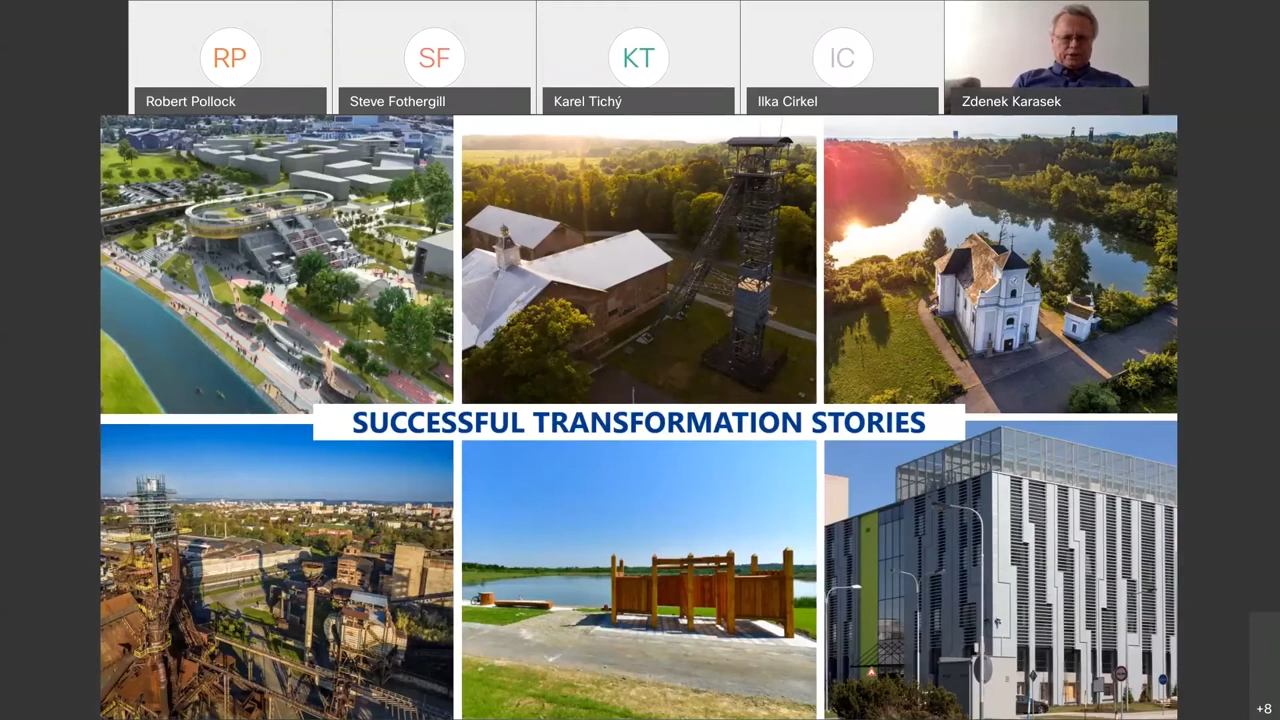 RP
SF
KT
IC
Robert Pollock
Steve Fothergill
Karel Tichý
Ilka Cirkel
Zdenek Karasek
SUCCESSFUL TRANSFORMATION STORIES
+8